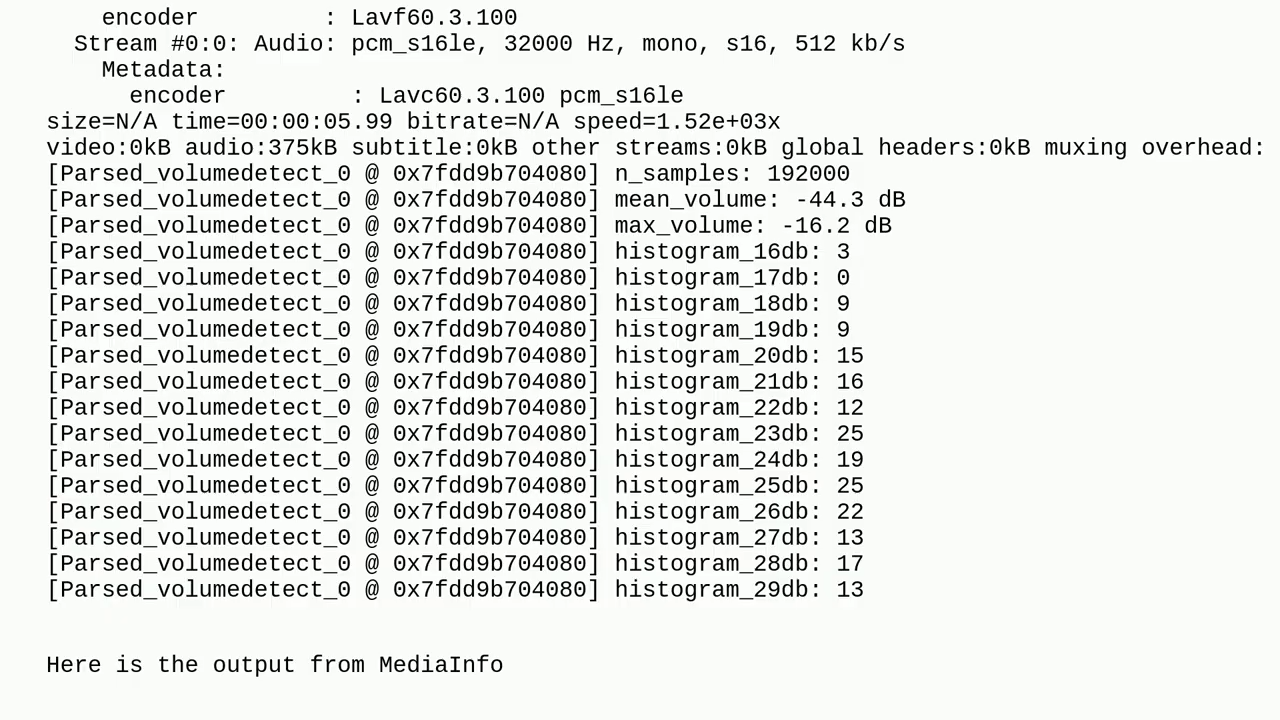 encoder         : Lavf60.3.100
Stream #0:0: Audio: pcm_s16le, 32000 Hz, mono, s16, 512 kb/s
Metadata:
encoder         : Lavc60.3.100 pcm_s16le
size=N/A time=00:00:05.99 bitrate=N/A speed=1.52e+03x
video:0kB audio:375kB subtitle:0kB other streams:0kB global headers:0kB muxing overhead:
[Parsed_volumedetect_0 @ 0x7fdd9b704080] n_samples: 192000
[Parsed_volumedetect_0 @ 0x7fdd9b704080] mean_volume: -44.3 dB
[Parsed_volumedetect_0 @ 0x7fdd9b704080] max_volume: -16.2 dB
[Parsed_volumedetect_0 @ 0x7fdd9b704080] histogram_16db: 3
[Parsed_volumedetect_0 @ 0x7fdd9b704080] histogram_17db: 0
[Parsed_volumedetect_0 @ 0x7fdd9b704080] histogram_18db: 9
[Parsed_volumedetect_0 @ 0x7fdd9b704080] histogram_19db: 9
[Parsed_volumedetect_0 @ 0x7fdd9b704080] histogram_20db: 15
[Parsed_volumedetect_0 @ 0x7fdd9b704080] histogram_21db: 16
[Parsed_volumedetect_0 @ 0x7fdd9b704080] histogram_22db: 12
[Parsed_volumedetect_0 @ 0x7fdd9b704080] histogram_23db: 25
[Parsed_volumedetect_0 @ 0x7fdd9b704080] histogram_24db: 19
[Parsed_volumedetect_0 @ 0x7fdd9b704080] histogram_25db: 25
[Parsed_volumedetect_0 @ 0x7fdd9b704080] histogram_26db: 22
[Parsed_volumedetect_0 @ 0x7fdd9b704080] histogram_27db: 13
[Parsed_volumedetect_0 @ 0x7fdd9b704080] histogram_28db: 17
[Parsed_volumedetect_0 @ 0x7fdd9b704080] histogram_29db: 13
Here is the output from MediaInfo